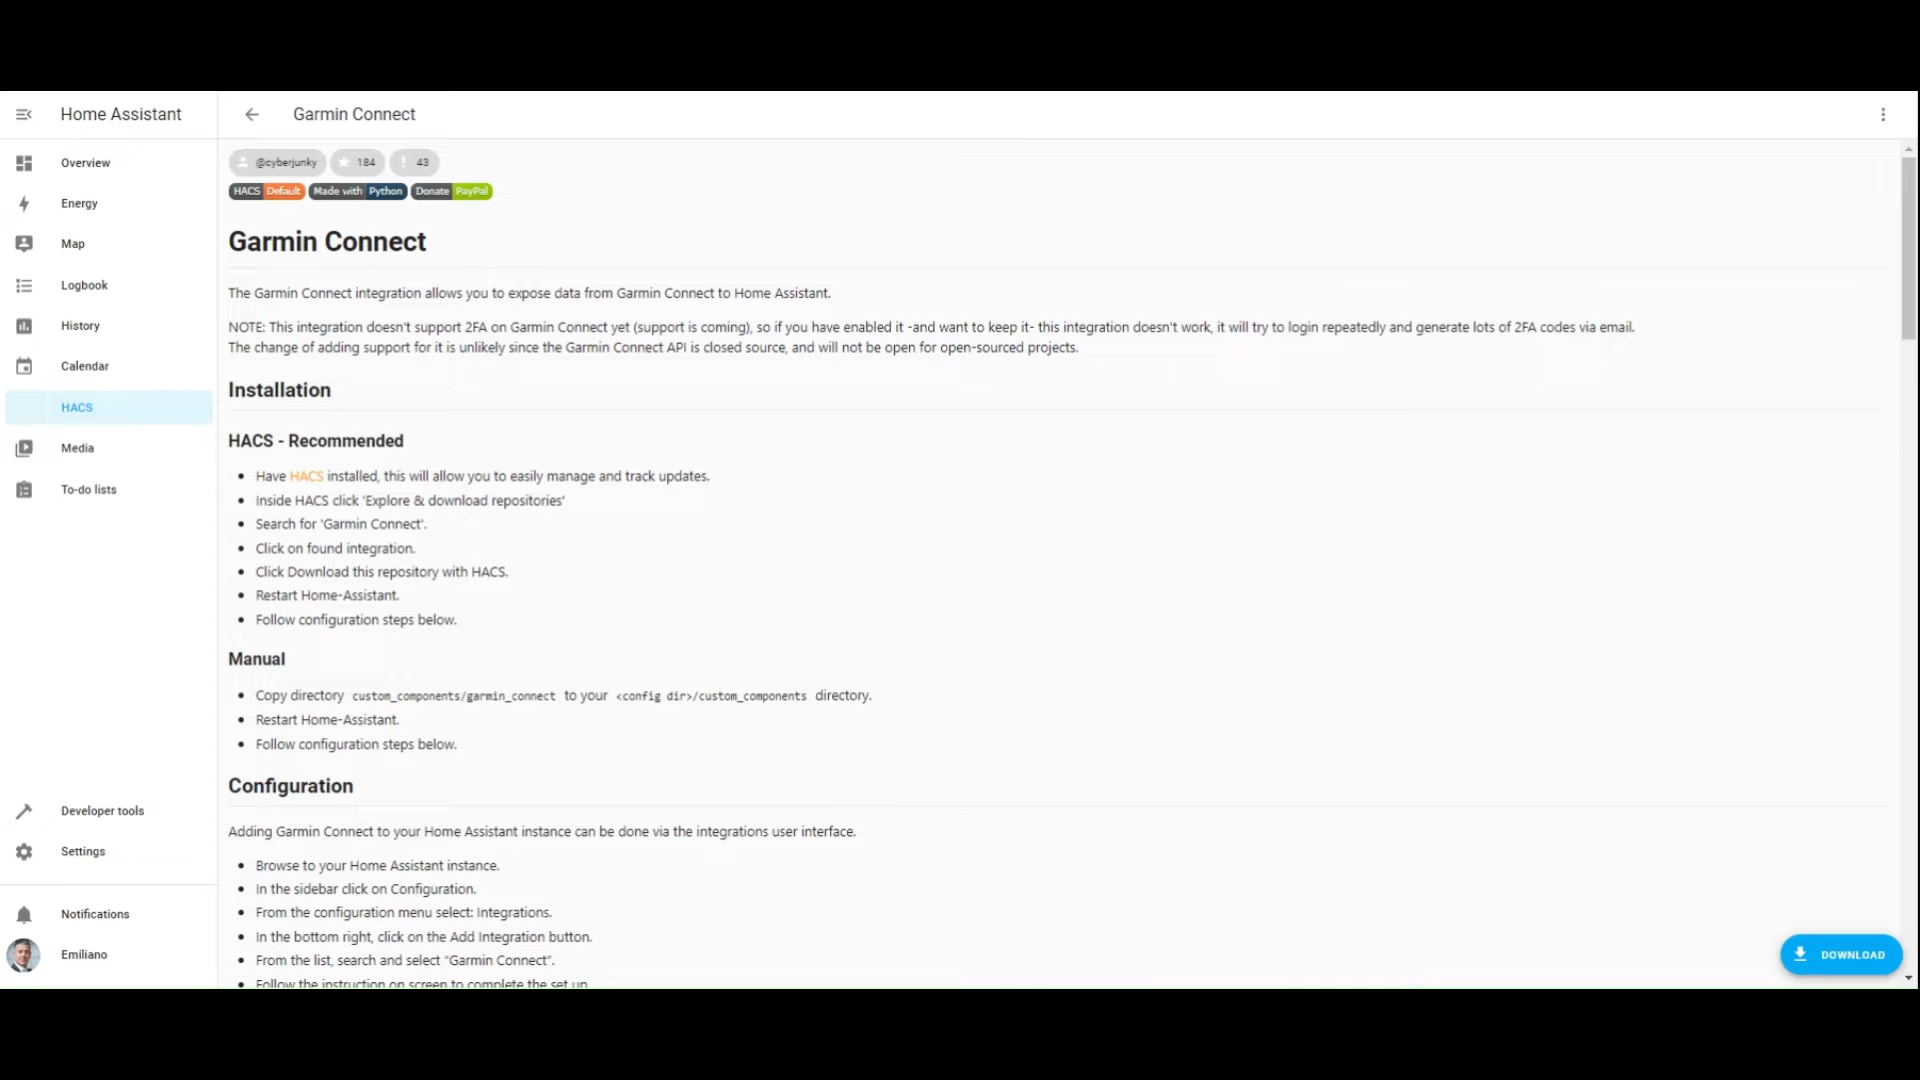 Home Assistant
Garmin Connect
Overview
Energy
Map
Logbook
History
Calendar
HACS
Media
To-do lists
Developer tools
Settings
Notifications
Emiliano
@cyberjunky 184 43
HACS Default Made with Python Donate PayPal
Garmin Connect
The Garmin Connect integration allows you to expose data from Garmin Connect to Home Assistant.
NOTE: This integration doesn't support 2FA on Garmin Connect yet (support is coming), so if you have enabled it -and want to keep it- this integration doesn't work, it will try to login repeatedly and generate lots of 2FA codes via email.
The change of adding support for it is unlikely since the Garmin Connect API is closed source, and will not be open for open-sourced projects.
Installation
HACS - Recommended
Have HACS installed, this will allow you to easily manage and track updates.
Inside HACS click 'Explore & download repositories'
Search for 'Garmin Connect'.
Click on found integration.
Click Download this repository with HACS.
Restart Home-Assistant.
Follow configuration steps below.
Manual
Copy directory custom_components/garmin_connect to your <config dir>/custom_components directory.
Restart Home-Assistant.
Follow configuration steps below.
Configuration
Adding Garmin Connect to your Home Assistant instance can be done via the integrations user interface.
Browse to your Home Assistant instance.
In the sidebar click on Configuration.
From the configuration menu select: Integrations.
In the bottom right, click on the Add Integration button.
From the list, search and select “Garmin Connect”.
Follow the instruction on screen to complete the set up
DOWNLOAD